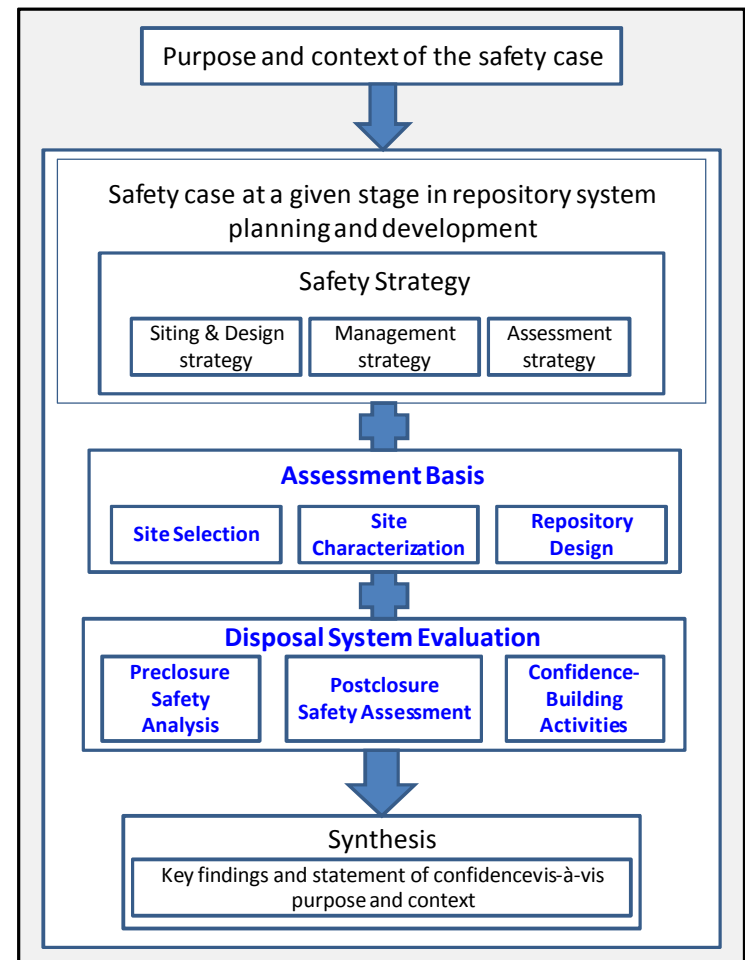 Purpose and context of the safety case
Safety case at a given stage in repository system
planning and development
Safety Strategy
Siting & Design
strategy
Management
strategy
Assessment
strategy
Assessment Basis
Site Selection
Site
Characterization
Repository
Design
Disposal System Evaluation
Preclosure
Safety
Analysis
Postclosure
Safety Assessment
Confidence-
Building
Activities
Synthesis
Key findings and statement of confidencevis-à-vis
purpose and context